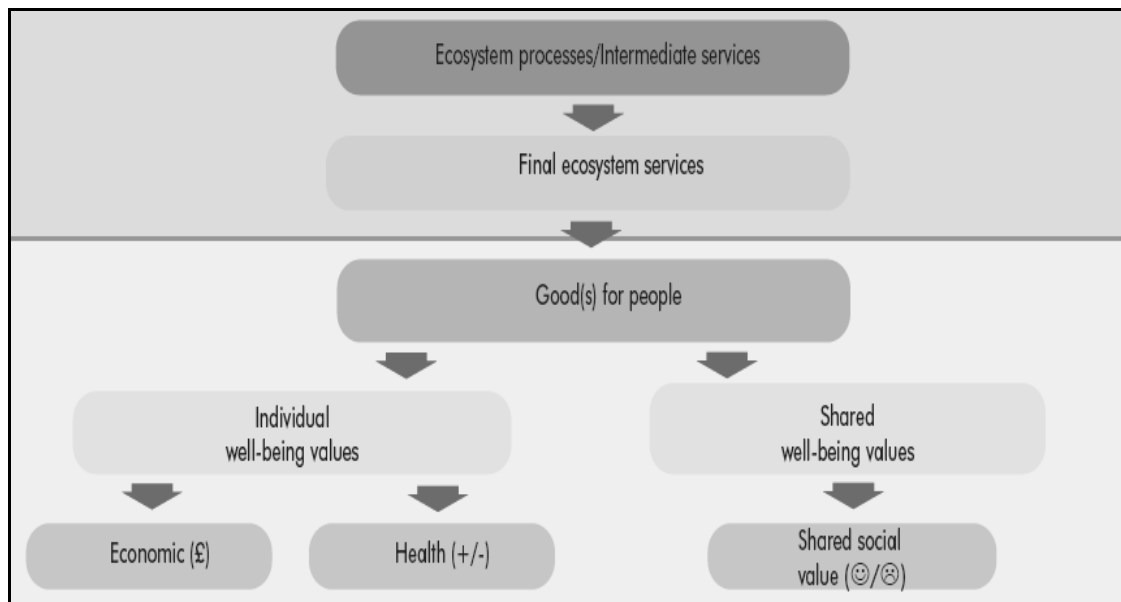 Ecosystem processes/Intermediate services
Final ecosystem services
Good(s) for people
Individual
well-being values
Shared
well-being values
Economic (£)
Health (+/-)
Shared social
value (☺/☹)